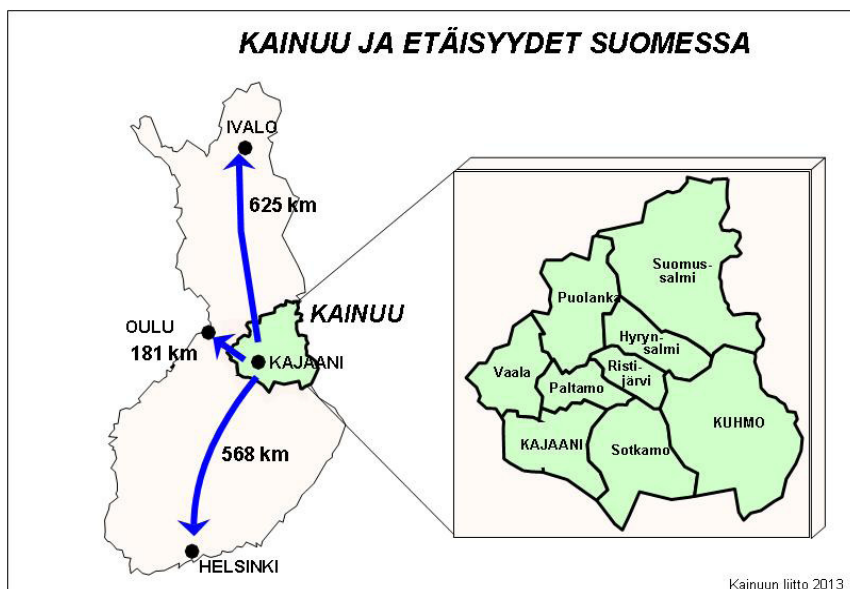 KAINUU JA ETÄISYYDET SUOMESSA
IVALO
625 km
KAINUU
OULU
181 km
KAJAANI
568 km
HELSINKI
Suomus-
salmi
Puolanka
Hyryn-
salmi
Vaala
Paltamo
Risti-
järvi
KAJAANI
Sotkamo
KUHMO
Kainuun liitto 2013